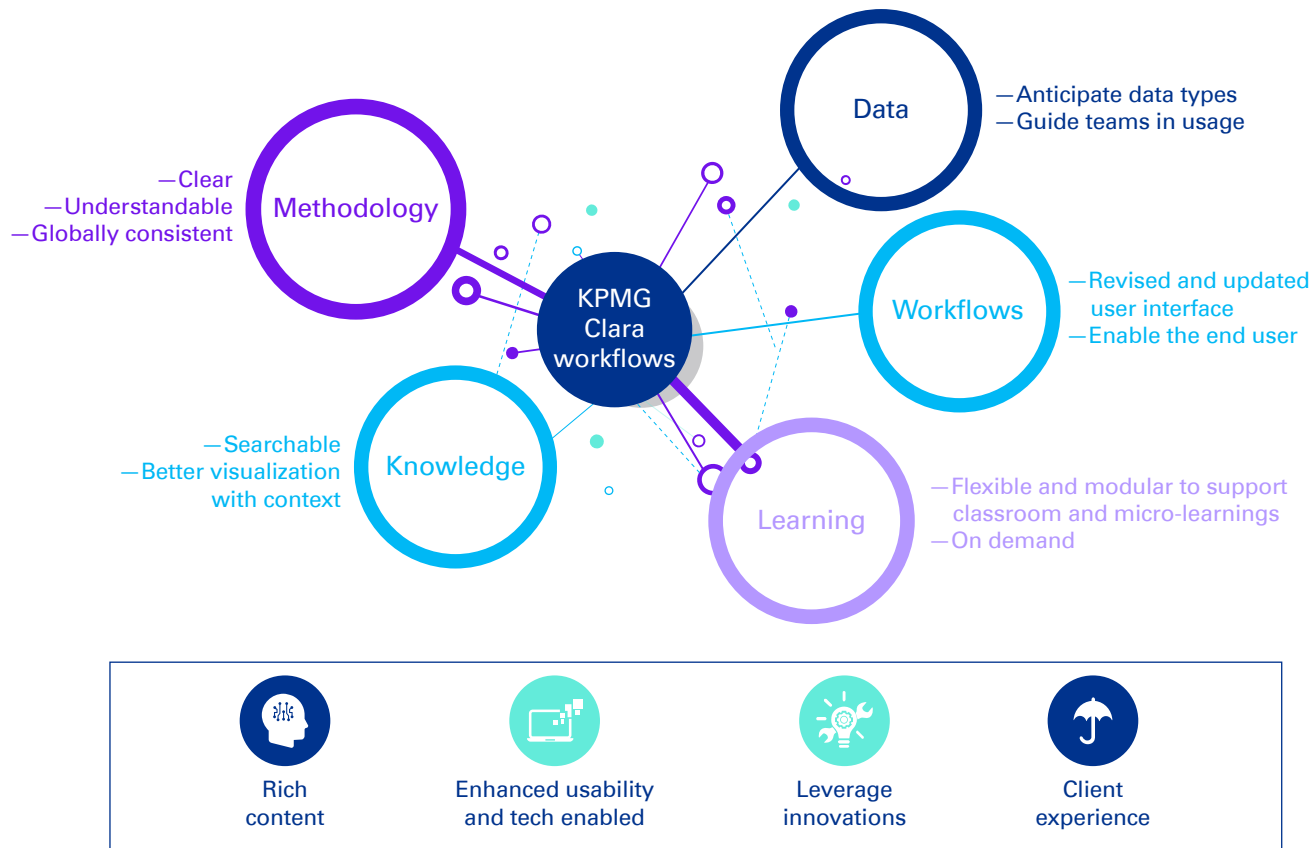 Data
—Anticipate data types
—Guide teams in usage
—Clear
—Understandable
—Globally consistent
Methodology
KPMG
Clara
workflows
Workflows
—Revised and updated
user interface
—Enable the end user
—Searchable
—Better visualization
with context
Knowledge
Learning
—Flexible and modular to support
classroom and micro-learnings
—On demand
Rich
content
Enhanced usability
and tech enabled
Leverage
innovations
Client
experience